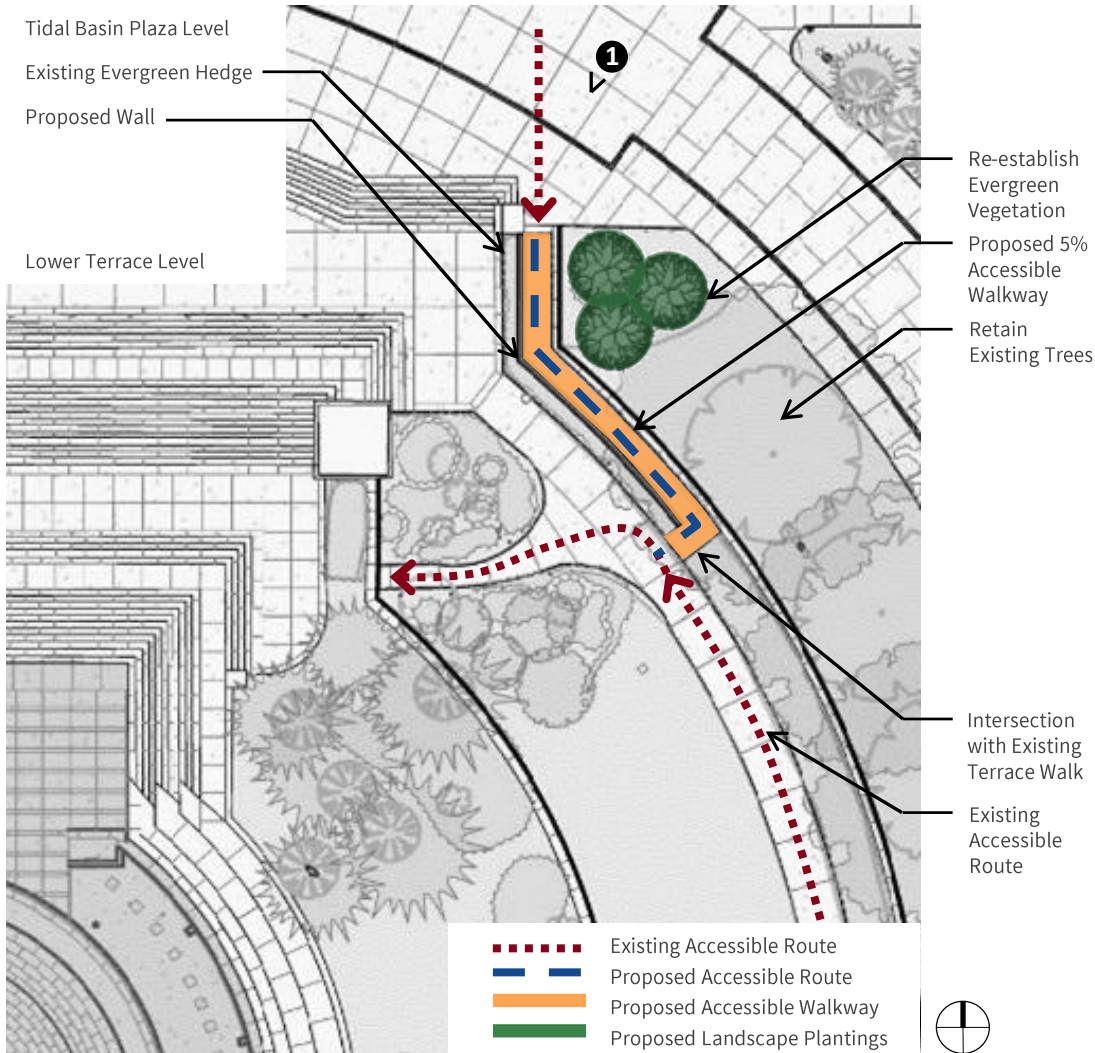 Tidal Basin Plaza Level
Existing Evergreen Hedge
Proposed Wall
Lower Terrace Level
1
Re-establish
Evergreen
Vegetation
Proposed 5%
Accessible
Walkway
Retain
Existing Trees
Intersection
with Existing
Terrace Walk
Existing
Accessible
Route
Existing Accessible Route
Proposed Accessible Route
Proposed Accessible Walkway
Proposed Landscape Plantings